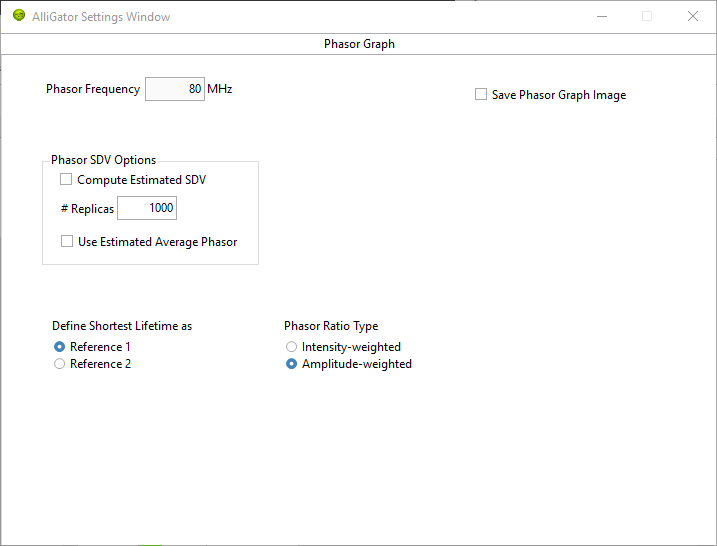 AlliGator Settings Window
Phasor Graph
Phasor Frequency 80 MHz
Save Phasor Graph Image
Phasor SDV Options
Compute Estimated SDV
# Replicas 1000
Use Estimated Average Phasor
Define Shortest Lifetime as
Reference 1
Reference 2
Phasor Ratio Type
Intensity-weighted
Amplitude-weighted